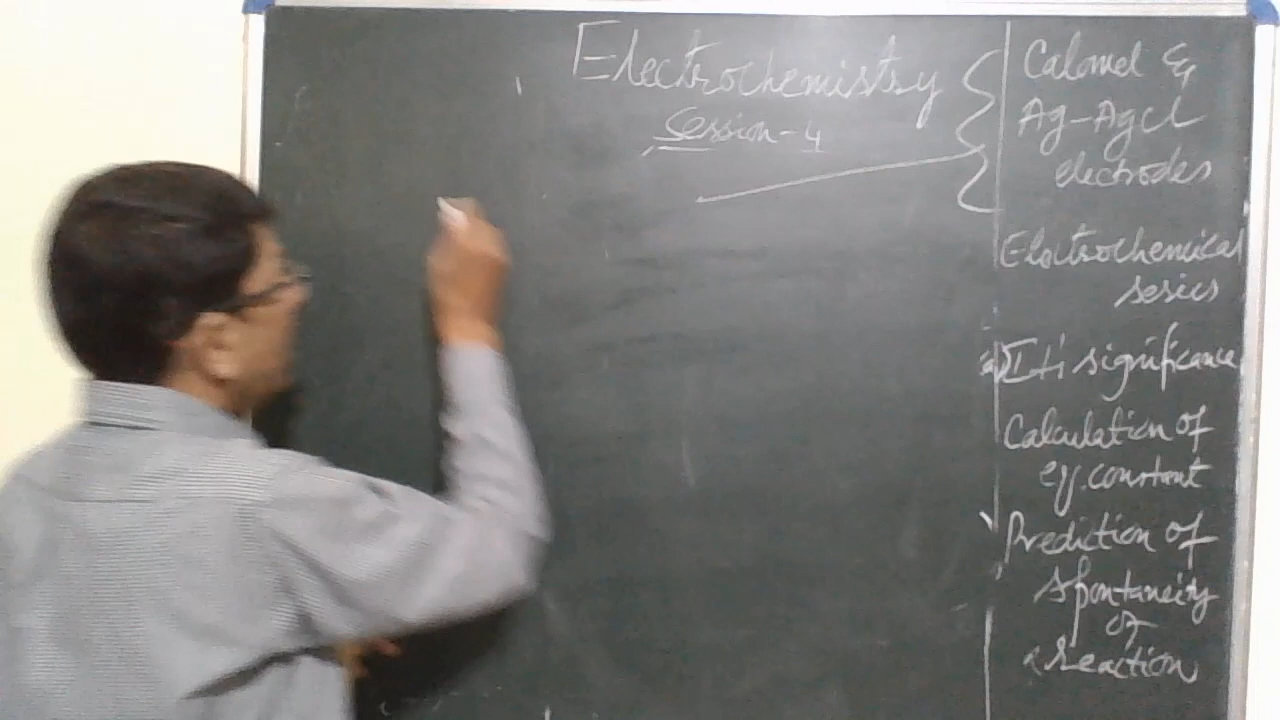 Electrochemistry
Session-4
Calomel &
Ag-AgCl
electrodes
Electrochemical
series
Its significance
Calculation of
eq. constant
Prediction of
spontaneity
of
a reaction